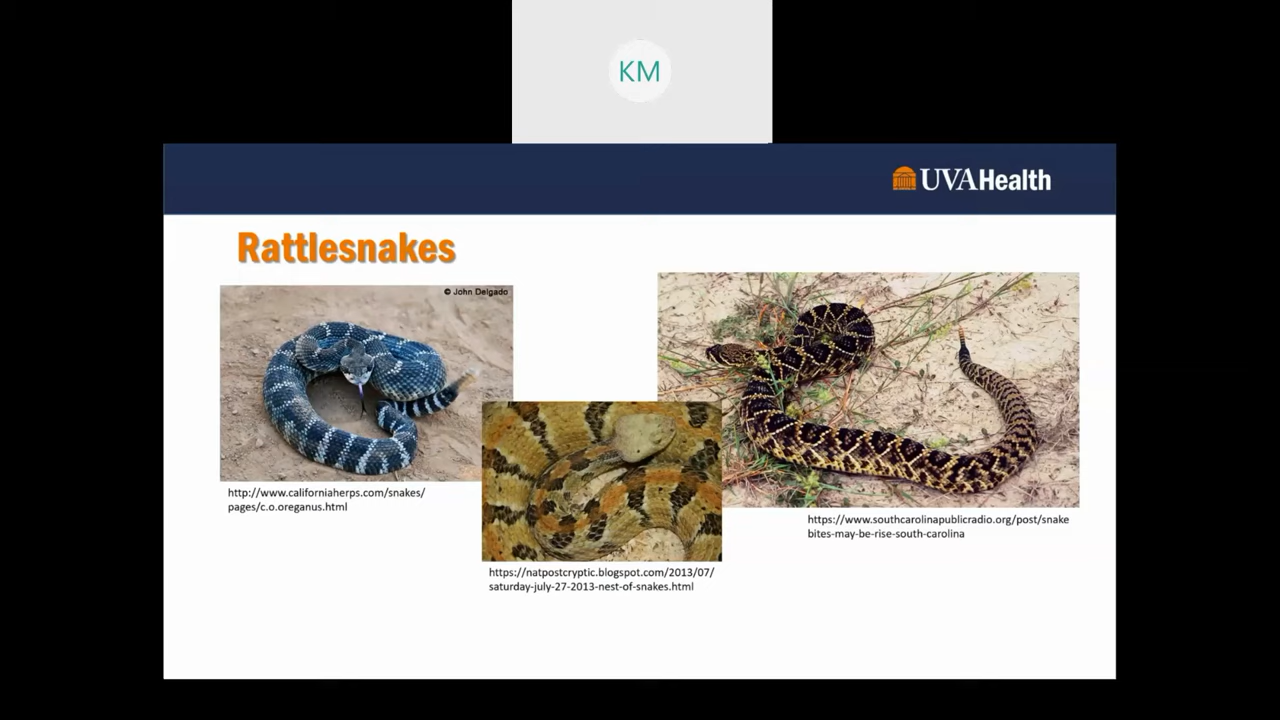 KM
UVAHealth
Rattlesnakes
© John Delgado
http://www.californiaherps.com/snakes/
pages/c.o.oreganus.html
https://natpostcryptic.blogspot.com/2013/07/
saturday-july-27-2013-nest-of-snakes.html
https://www.southcarolinapublicradio.org/post/snake
bites-may-be-rise-south-carolina